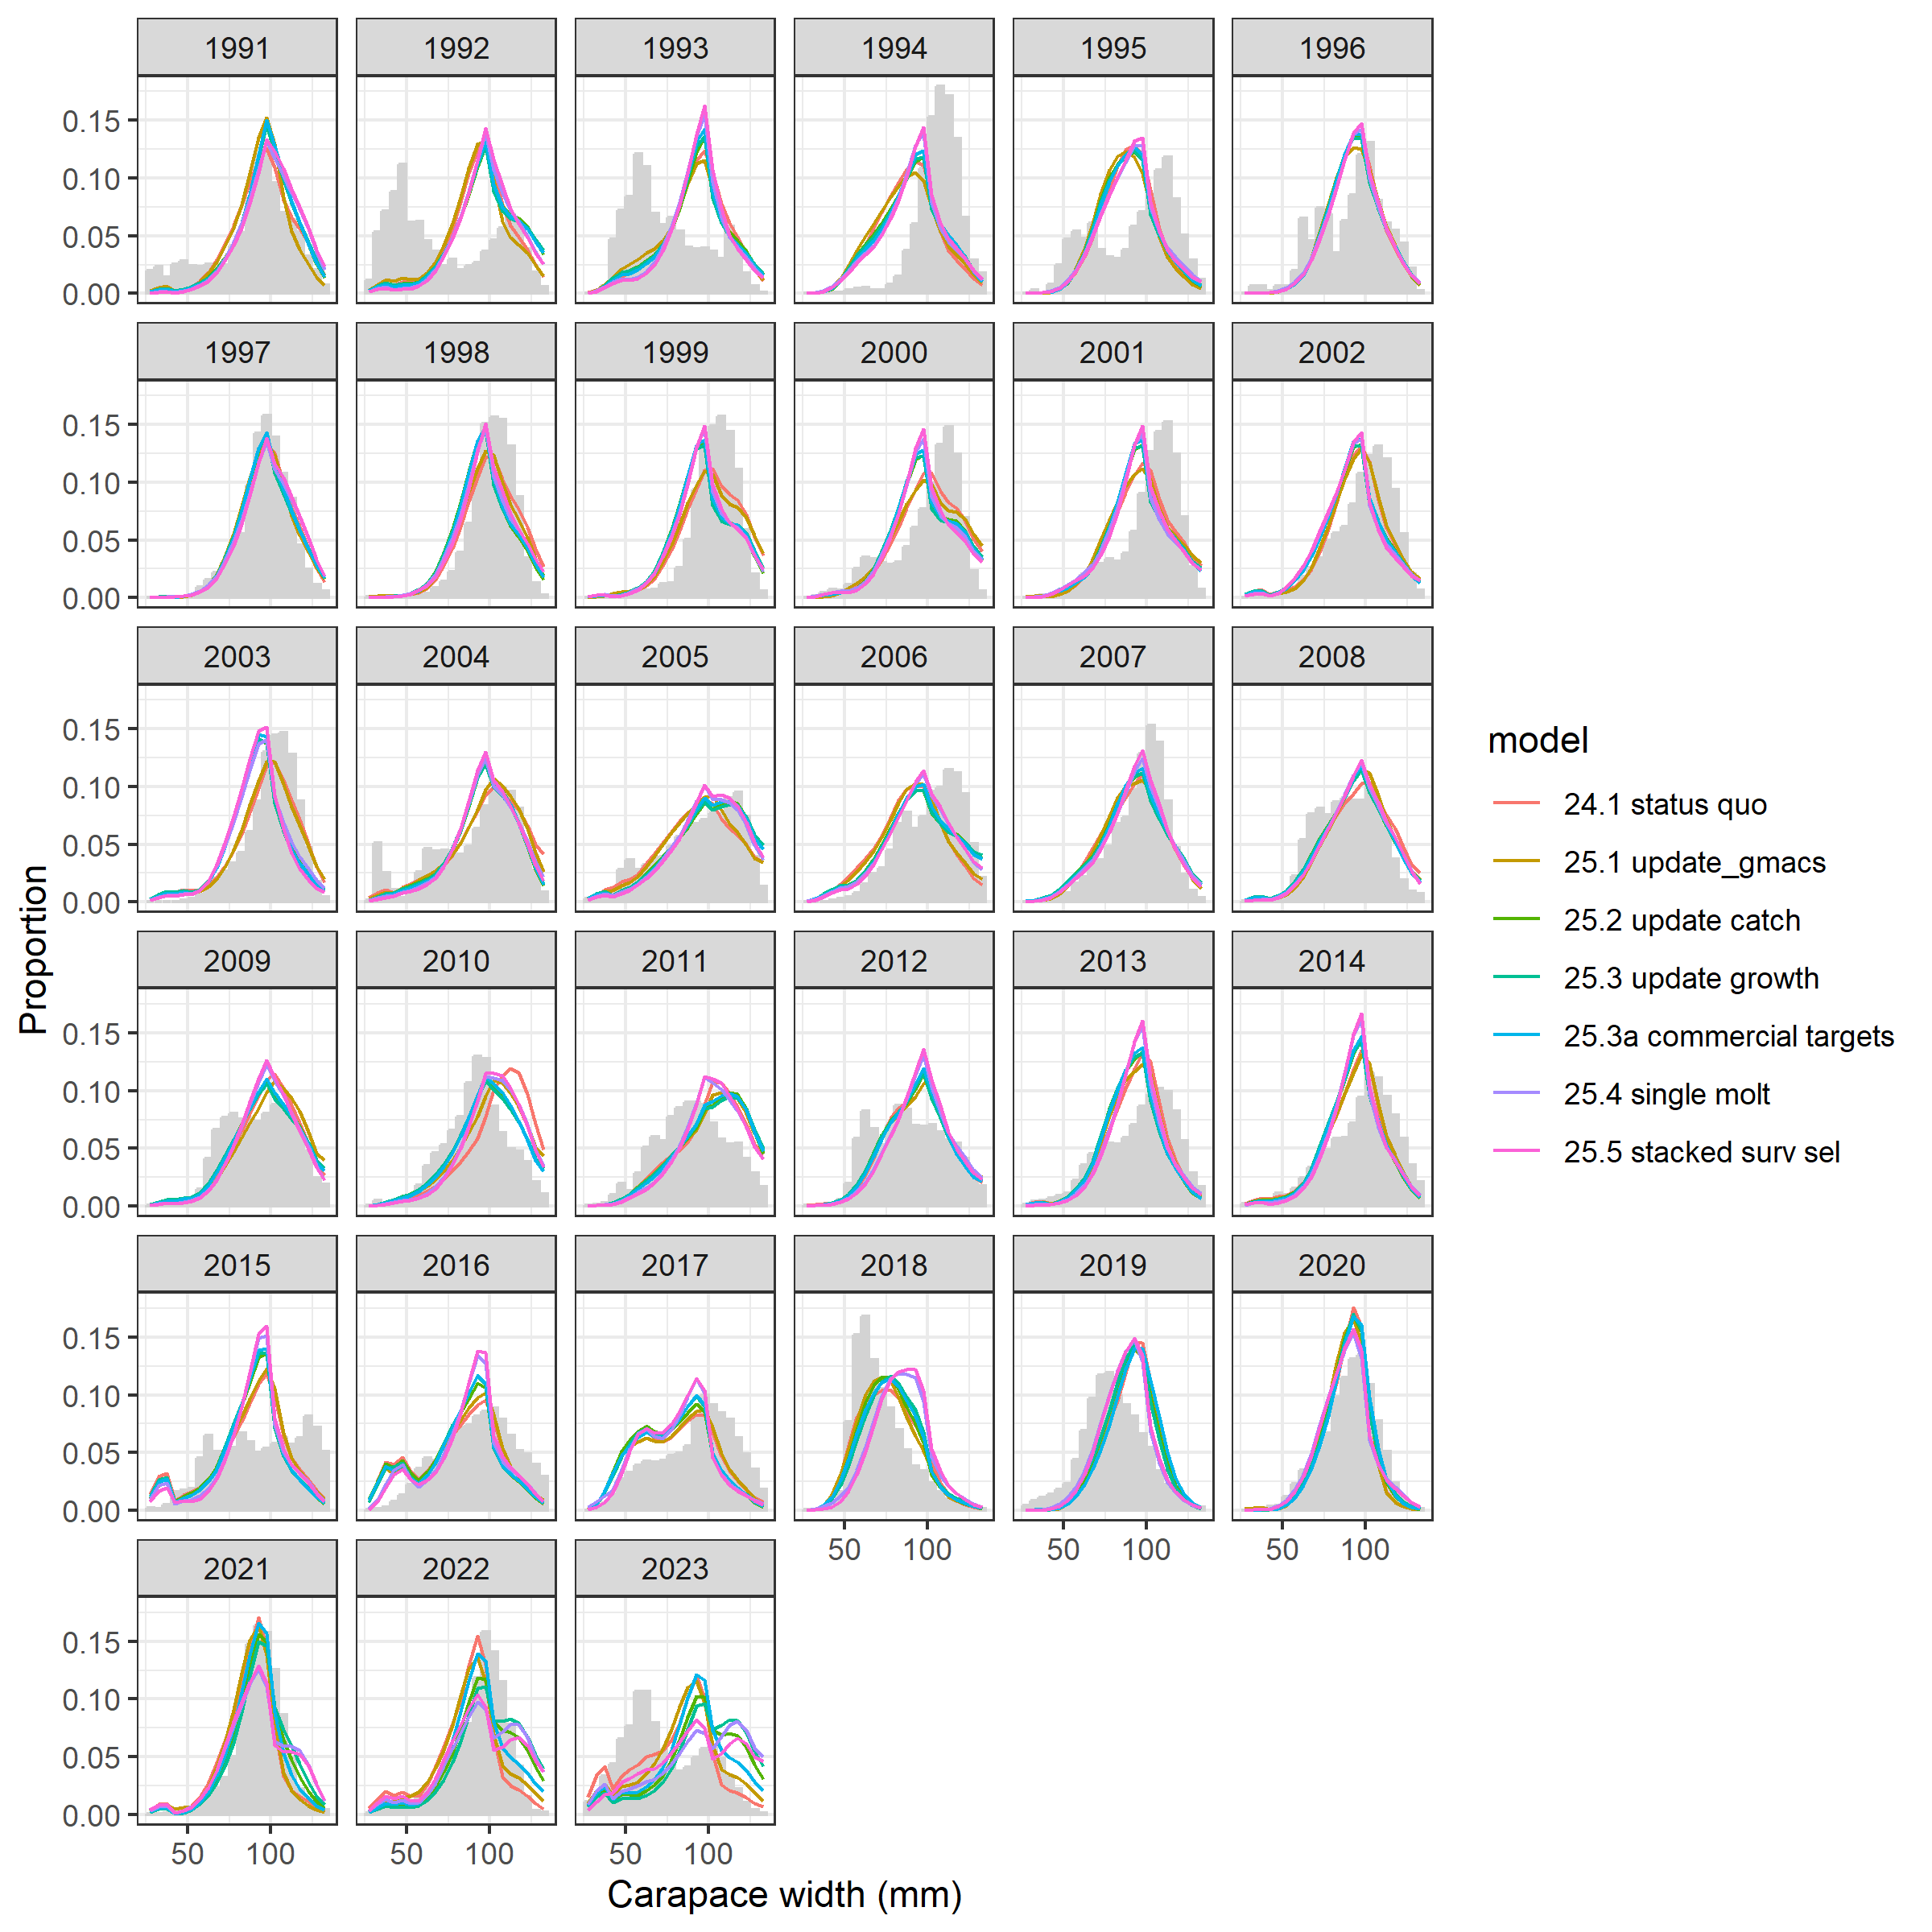 1991 1992 1993 1994 1995 1996
0.15
0.10
0.05
0.00
1997 1998 1999 2000 2001 2002
0.15
0.10
0.05
0.00
2003 2004 2005 2006 2007 2008
0.15
0.10
0.05
0.00
2009 2010 2011 2012 2013 2014
0.15
0.10
0.05
0.00
2015 2016 2017 2018 2019 2020
0.15
0.10
0.05
0.00
50 100 50 100 50 100
2021 2022 2023
0.15
0.10
0.05
0.00
50 100 50 100 50 100
Carapace width (mm)
Proportion
model
24.1 status quo
25.1 update_gmacs
25.2 update catch
25.3 update growth
25.3a commercial targets
25.4 single molt
25.5 stacked surv sel